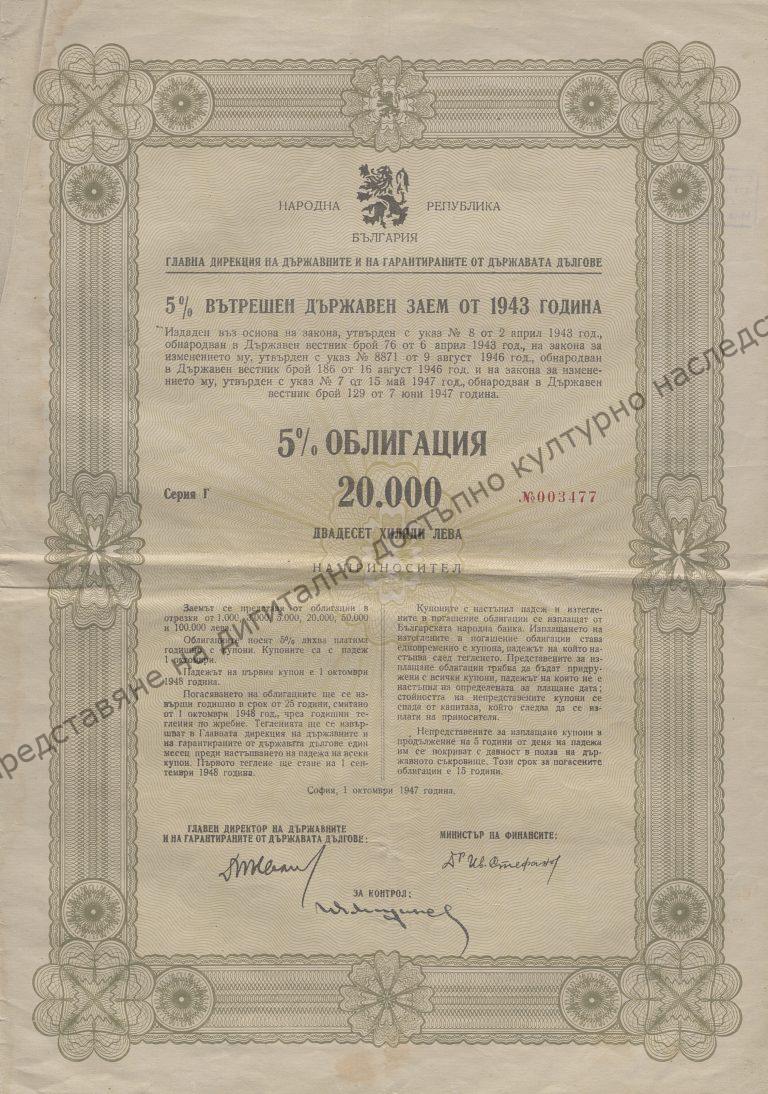 НАРОДНА РЕПУБЛИКА
БЪЛГАРИЯ
ГЛАВНА ДИРЕКЦИЯ НА ДЪРЖАВНИТЕ И НА ГАРАНТИРАНИТЕ ОТ ДЪРЖАВАТА ДЪЛГОВЕ
5% ВЪТРЕШЕН ДЪРЖАВЕН ЗАЕМ ОТ 1943 ГОДИНА
Издаден въз основа на закона, утвърден с указ № 8 от 2 април 1943 год.,
обнародван в Държавен вестник брой 76 от 6 април 1943 год., на закона за
изменението му, утвърден с указ № 8871 от 9 август 1946 год., обнародван
в Държавен вестник брой 186 от 16 август 1946 год. и на закона за измене-
нието му, утвърден с указ № 7 от 15 май 1947 год., обнародван в Държавен
вестник брой 129 от 7 юни 1947 година.
5% ОБЛИГАЦИЯ
Серия Г 20.000 №003477
ДВАДЕСЕТ ХИЛЯДИ ЛЕВА
НА ПРИНОСИТЕЛ
Заемът се представя от облигации в
отрезки от 1.000, 5.000, 20.000, 50.000
и 100.000 лева.
Облигациите носят 5% лихва платима
годишно с купони. Купоните са с падеж
1 октомври.
Падежът на първия купон е 1 октомври
1948 година.
Погасяването на облигациите ще се из-
върши годишно в срок от 25 години, смятано
от 1 октомври 1948 год., чрез годишни те-
гления по жребие. Тегленията ще се извър-
шват в Главната дирекция на държавните и
на гарантираните от държавата дългове един
месец преди настъпването на падежа на всеки
купон. Първото теглене ще стане на 1 сеп-
тември 1948 година.
Купоните с настъпил падеж и изтегле-
ните в погашение облигации се изплащат от
Българската народна банка. Изплащането на
изтеглените в погашение облигации става
едновременно с купона, падежът на който на-
стъпва след тегленето. Представените за из-
плащане облигации трябва да бъдат придру-
жени с всички купони, падежът на които не е
настъпил на определената за плащане дата;
стойността на непредставените купони се
спада от капитала, който следва да се из-
плати на приносителя.
Непредставените за изплащане купони в
продължение на 5 години от деня на падежа
им се покриват с давност в полза на дър-
жавното съкровище. Този срок за погасените
облигации е 15 години.
София, 1 октомври 1947 година.
ГЛАВЕН ДИРЕКТОР НА ДЪРЖАВНИТЕ
И НА ГАРАНТИРАНИТЕ ОТ ДЪРЖАВАТА ДЪЛГОВЕ:
МИНИСТЪР НА ФИНАНСИТЕ:
Др Ив. Стефанов
ЗА КОНТРОЛ:
представяне на дигитално достъпно културно наследст